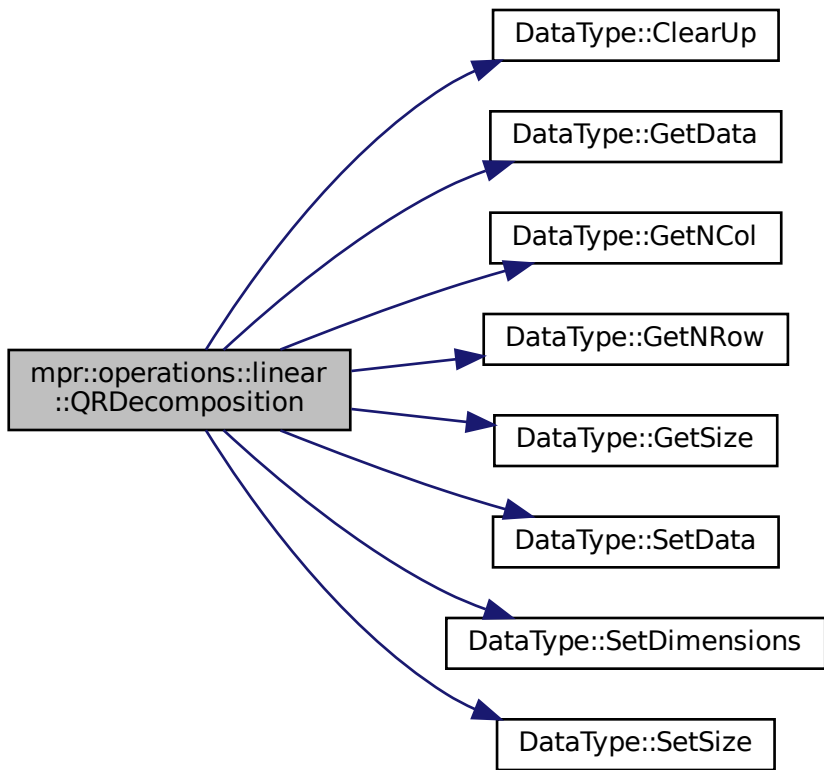 mpr::operations::linear
::QRDecomposition
DataType::ClearUp
DataType::GetData
DataType::GetNCol
DataType::GetNRow
DataType::GetSize
DataType::SetData
DataType::SetDimensions
DataType::SetSize